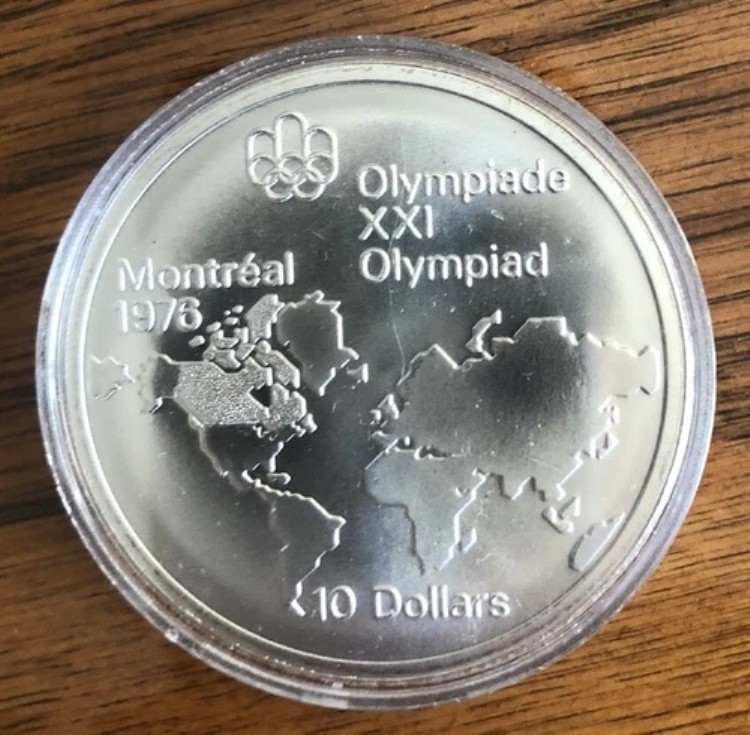 Olympiade
XXI
Olympiad
Montréal
1976
10 Dollars